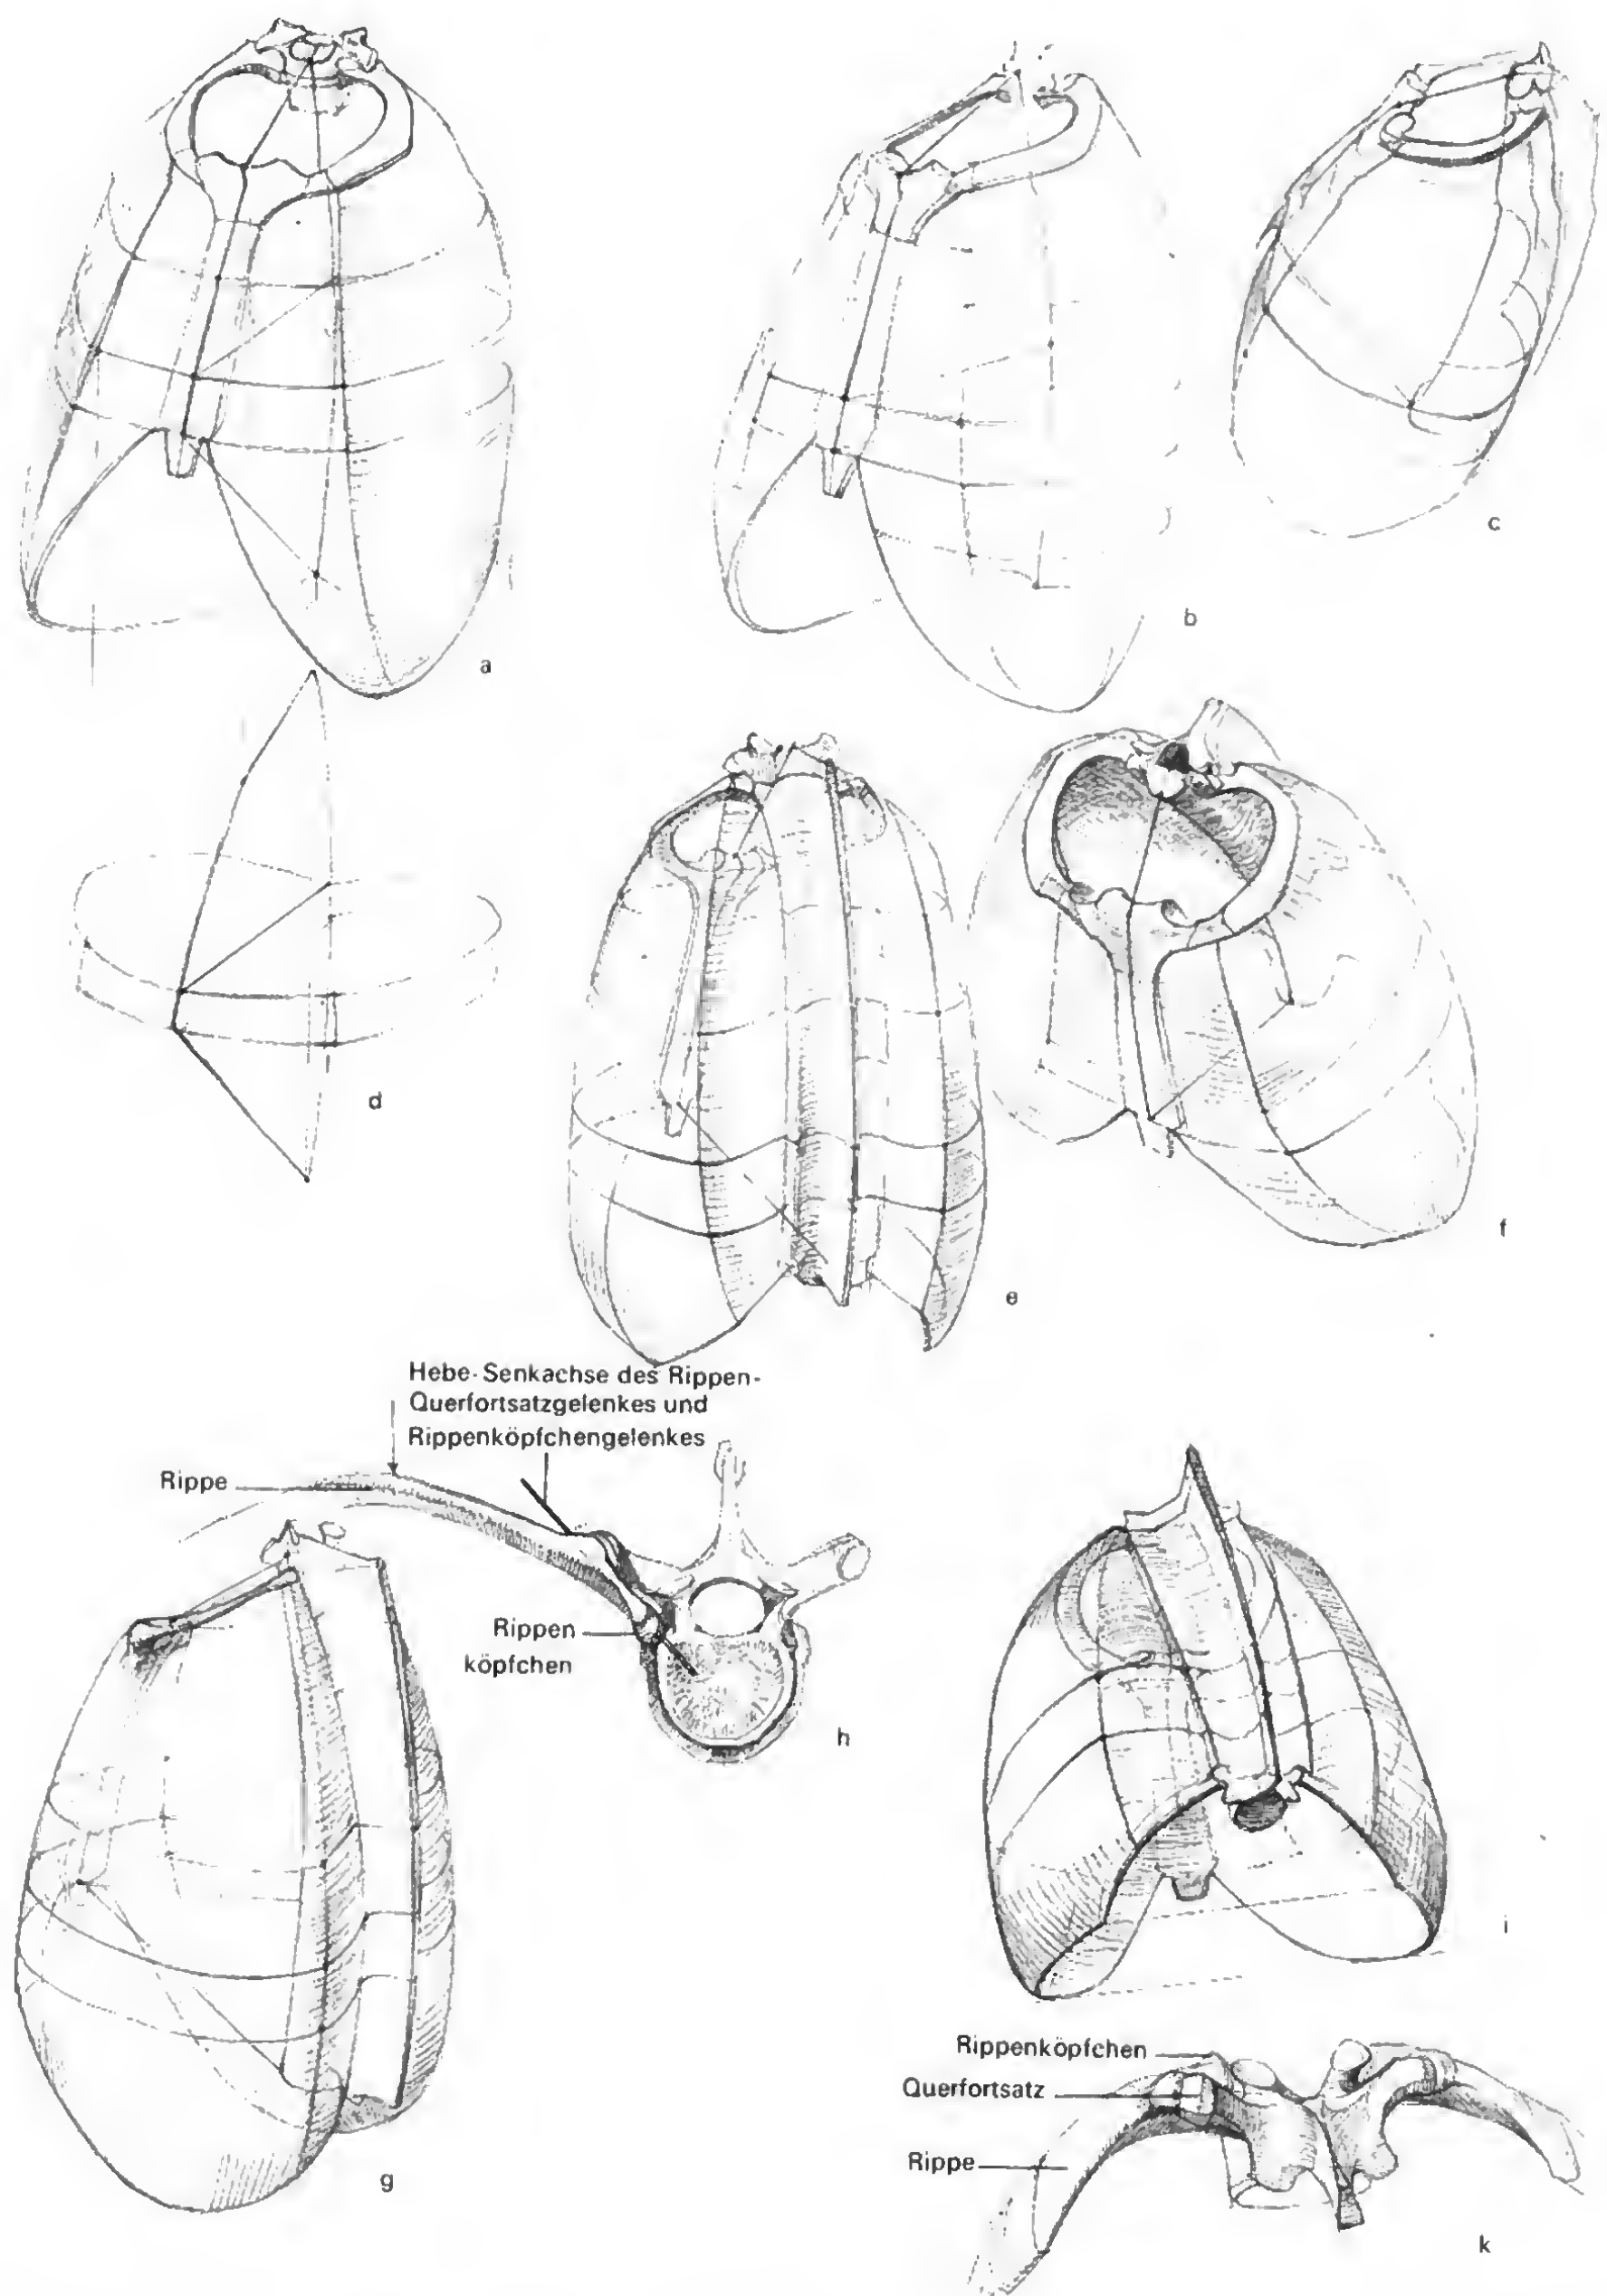 a
b
c
d
e
f
Hebe-Senkachse des Rippen-
Querfortsatzgelenkes und
Rippenköpfchengelenkes
Rippe
Rippen
köpfchen
h
g
i
Rippenköpfchen
Querfortsatz
Rippe
k